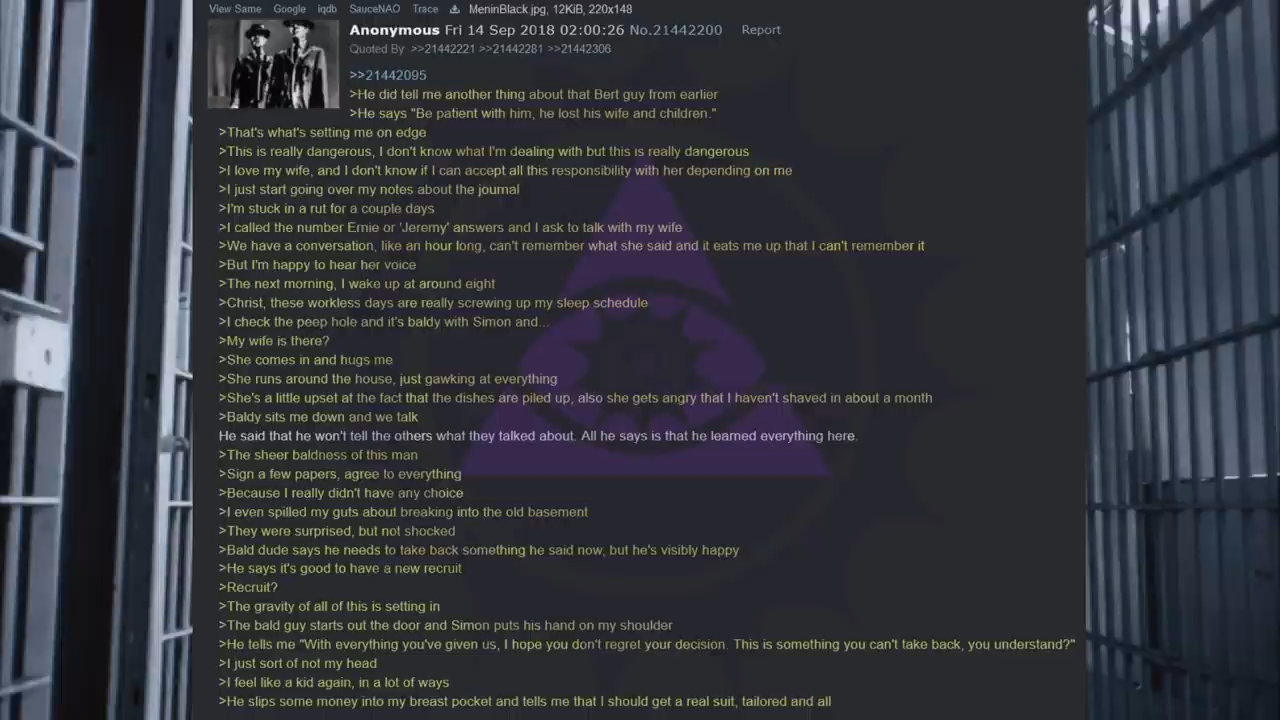 View Same Google iqdb SauceNAO Trace MeninBlack.jpg, 12KiB, 220x148
Anonymous Fri 14 Sep 2018 02:00:26 No.21442200 Report
Quoted By >>21442221 >>21442281 >>21442306
>>21442095
>He did tell me another thing about that Bert guy from earlier
>He says "Be patient with him, he lost his wife and children."
>That's what's setting me on edge
>This is really dangerous, I don't know what I'm dealing with but this is really dangerous
>I love my wife, and I don't know if I can accept all this responsibility with her depending on me
>I just start going over my notes about the journal
>I'm stuck in a rut for a couple days
>I called the number Ernie or 'Jeremy' answers and I ask to talk with my wife
>We have a conversation, like an hour long, can't remember what she said and it eats me up that I can't remember it
>But I'm happy to hear her voice
>The next morning, I wake up at around eight
>Christ, these workless days are really screwing up my sleep schedule
>I check the peep hole and it's baldy with Simon and...
>My wife is there?
>She comes in and hugs me
>She runs around the house, just gawking at everything
>She's a little upset at the fact that the dishes are piled up, also she gets angry that I haven't shaved in about a month
>Baldy sits me down and we talk
He said that he won't tell the others what they talked about. All he says is that he learned everything here.
>The sheer baldness of this man
>Sign a few papers, agree to everything
>Because I really didn't have any choice
>I even spilled my guts about breaking into the old basement
>They were surprised, but not shocked
>Bald dude says he needs to take back something he said now, but he's visibly happy
>He says it's good to have a new recruit
>Recruit?
>The gravity of all of this is setting in
>The bald guy starts out the door and Simon puts his hand on my shoulder
>He tells me "With everything you've given us, I hope you don't regret your decision. This is something you can't take back, you understand?"
>I just sort of not my head
>I feel like a kid again, in a lot of ways
>He slips some money into my breast pocket and tells me that I should get a real suit, tailored and all